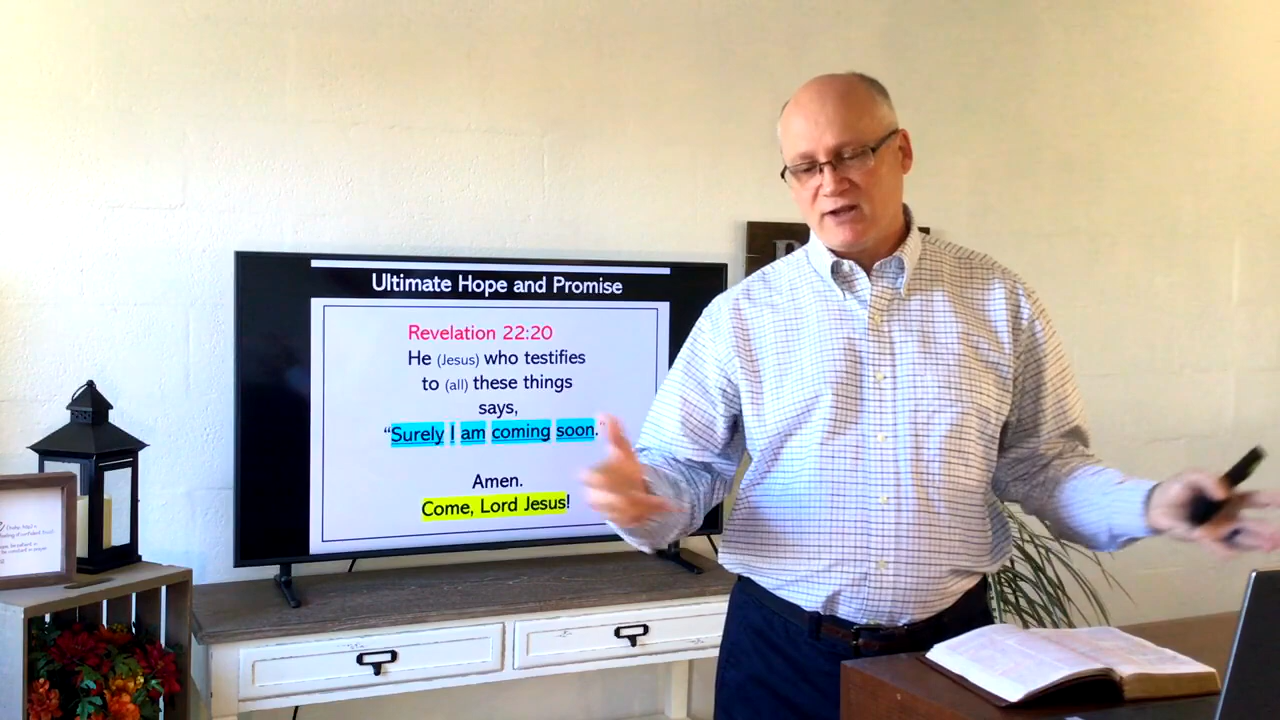 Ultimate Hope and Promise
Revelation 22:20
He (Jesus) who testifies
to (all) these things
says,
“Surely I am coming soon.”
Amen.
Come, Lord Jesus!